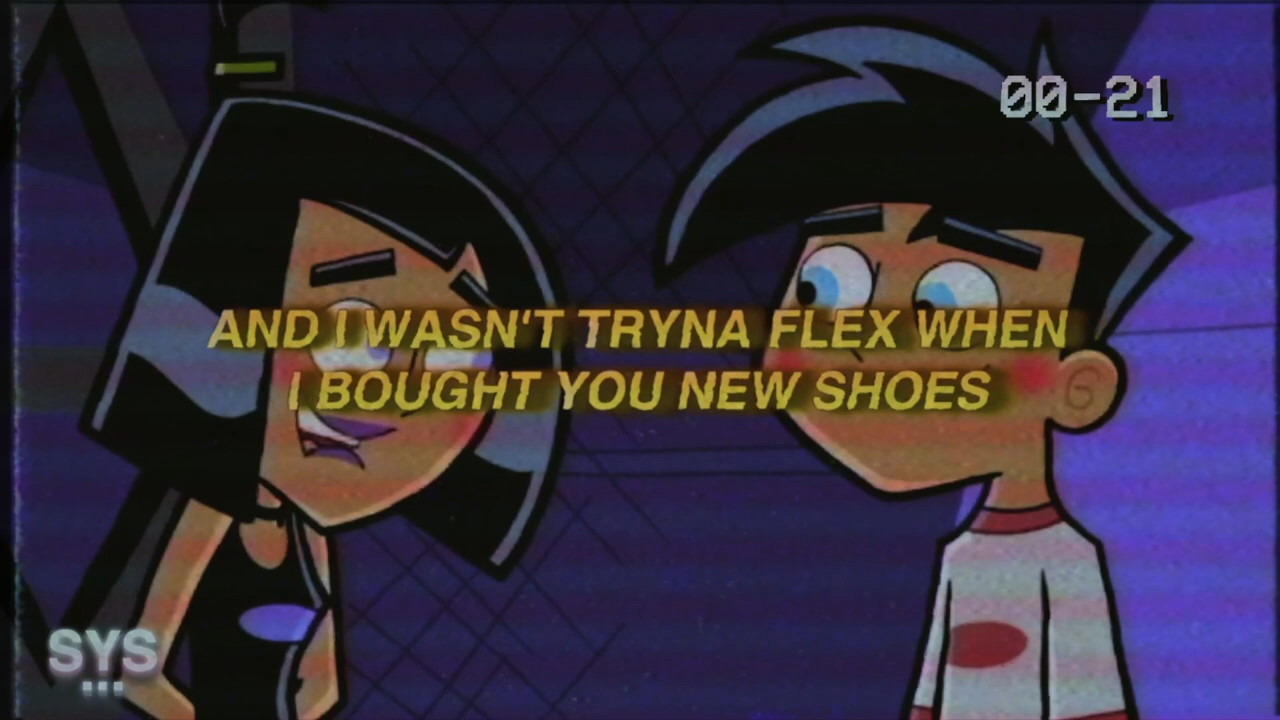 00-21
AND I WASN'T TRYNA FLEX WHEN
I BOUGHT YOU NEW SHOES
SYS
...